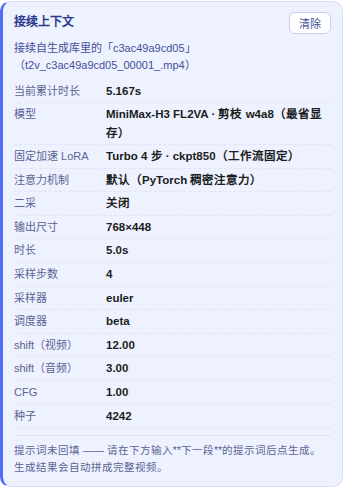 接续上下文
清除
接续自生成库里的「c3ac49a9cd05」
（t2v_c3ac49a9cd05_00001_.mp4）
当前累计时长 5.167s
模型 MiniMax-H3 FL2VA · 剪枝 w4a8（最省显
存）
固定加速 LoRA Turbo 4 步 · ckpt850（工作流固定）
注意力机制 默认（PyTorch 稠密注意力）
二采 关闭
输出尺寸 768×448
时长 5.0s
采样步数 4
采样器 euler
调度器 beta
shift（视频） 12.00
shift（音频） 3.00
CFG 1.00
种子 4242
提示词未回填 —— 请在下方输入**下一段**的提示词后点生成。
生成结果会自动拼成完整视频。